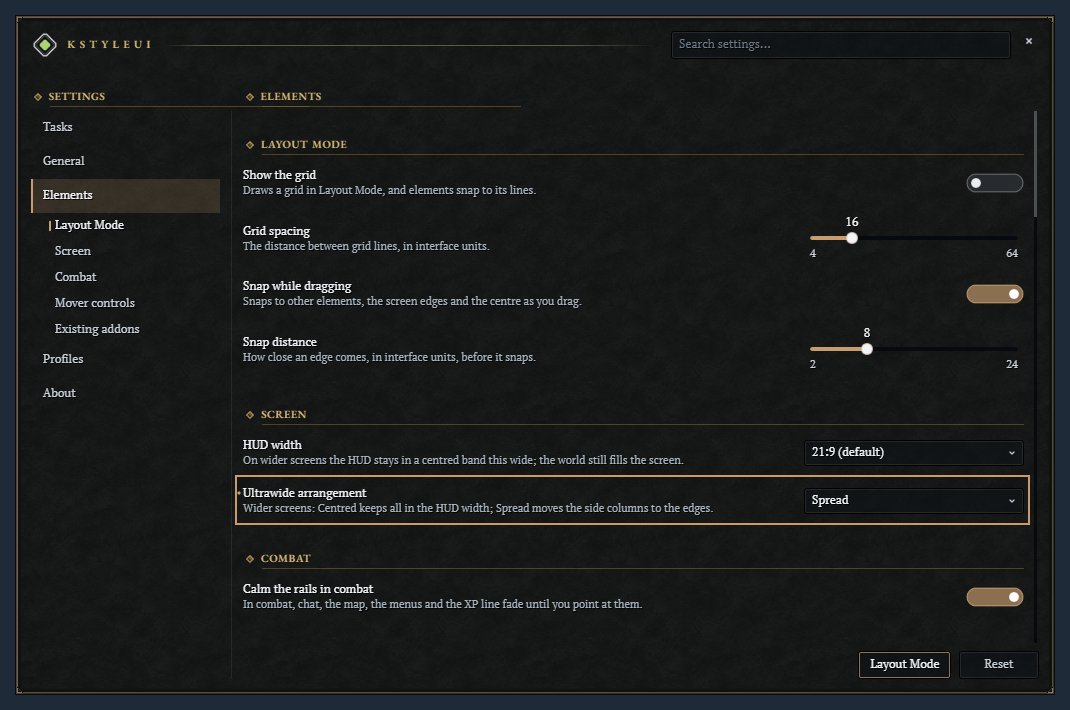 KSTYLEUI
Search settings...
×
SETTINGS
Tasks
General
Elements
Layout Mode
Screen
Combat
Mover controls
Existing addons
Profiles
About
ELEMENTS
LAYOUT MODE
Show the grid
Draws a grid in Layout Mode, and elements snap to its lines.
Grid spacing
The distance between grid lines, in interface units.
16
4 64
Snap while dragging
Snaps to other elements, the screen edges and the centre as you drag.
Snap distance
How close an edge comes, in interface units, before it snaps.
8
2 24
SCREEN
HUD width
On wider screens the HUD stays in a centred band this wide; the world still fills the screen.
21:9 (default)
Ultrawide arrangement
Wider screens: Centred keeps all in the HUD width; Spread moves the side columns to the edges.
Spread
COMBAT
Calm the rails in combat
In combat, chat, the map, the menus and the XP line fade until you point at them.
Layout Mode
Reset